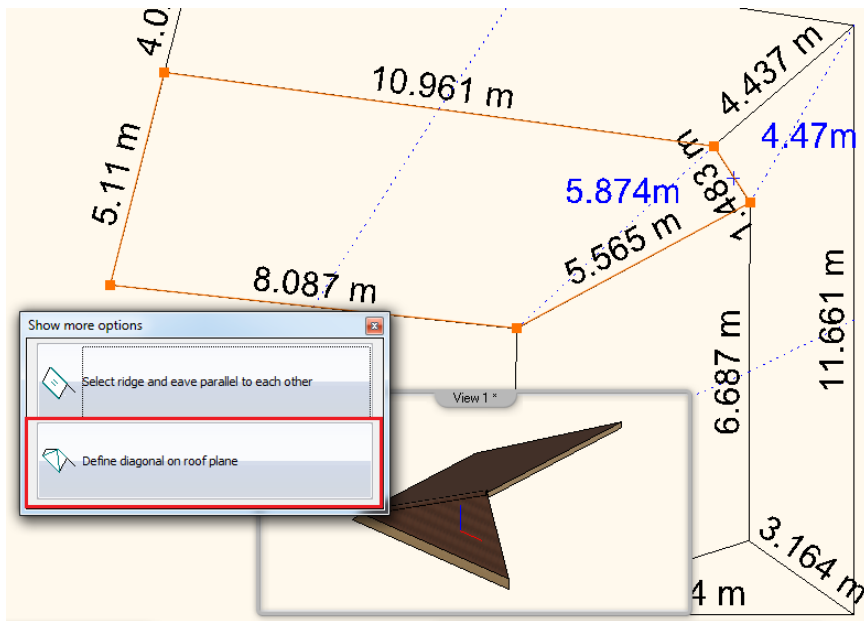 4.0
10.961 m
4.437 m
4.47m
5.11 m
1.483 m
5.874m
5.565 m
8.087 m
11.661 m
6.687 m
Show more options
Select ridge and eave parallel to each other
Define diagonal on roof plane
View 1 *
3.164 m
4 m